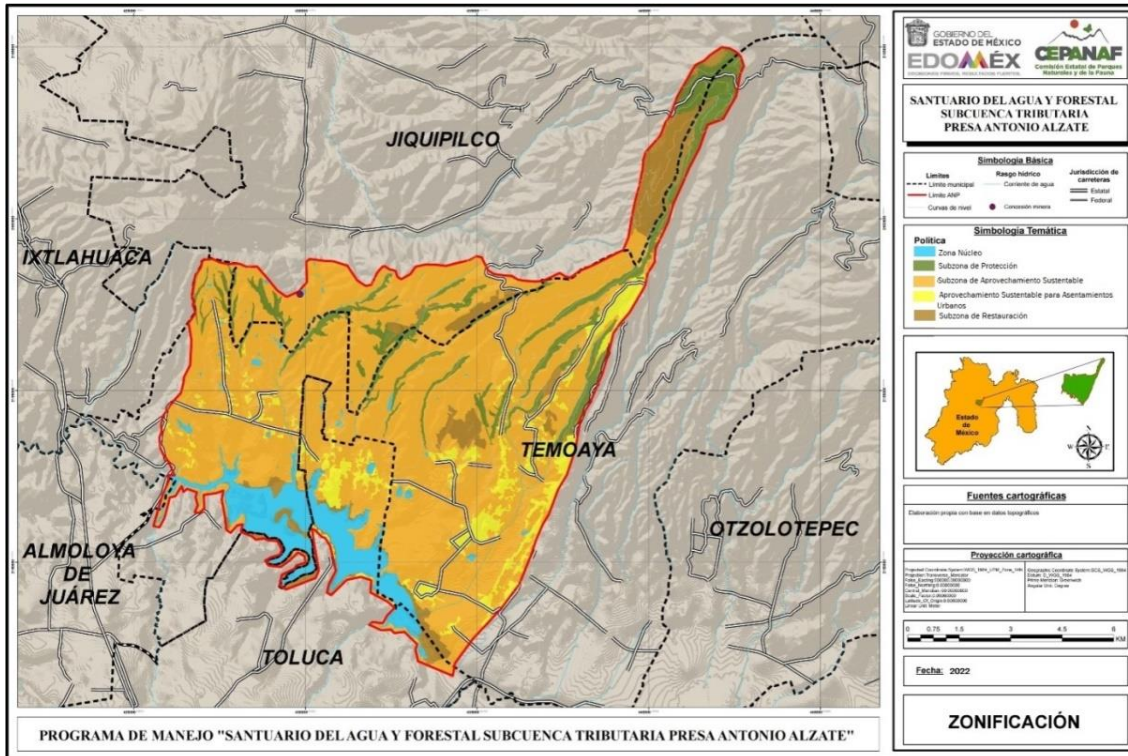 JIQUIPILCO
IXTLAHUACA
TEMOAYA
OTZOLOTEPEC
ALMOLOYA
DE
JUÁREZ
TOLUCA
PROGRAMA DE MANEJO "SANTUARIO DEL AGUA Y FORESTAL SUBCUENCA TRIBUTARIA PRESA ANTONIO ALZATE"
GOBIERNO DEL
ESTADO DE MÉXICO
EDOMÉX
DECISIONES FIRMES, RESULTADOS FUERTES.
CEPANAF
Comisión Estatal de Parques
Naturales y de la Fauna
SANTUARIO DEL AGUA Y FORESTAL
SUBCUENCA TRIBUTARIA
PRESA ANTONIO ALZATE
Simbología Básica
Límites
Límite municipal
Límite ANP
Curvas de nivel
Rasgo hídrico
Corriente de agua
Concesión minera
Jurisdicción de
carreteras
Estatal
Federal
Simbología Temática
Política
Zona Núcleo
Subzona de Protección
Subzona de Aprovechamiento Sustentable
Aprovechamiento Sustentable para Asentamientos
Urbanos
Subzona de Restauración
Estado
de
México
N
W
E
S
Fuentes cartográficas
Elaboración propia con base en datos topográficos
Proyección cartográfica
0 0.75 1.5 3 4.5 6
KM
Fecha: 2022
ZONIFICACIÓN